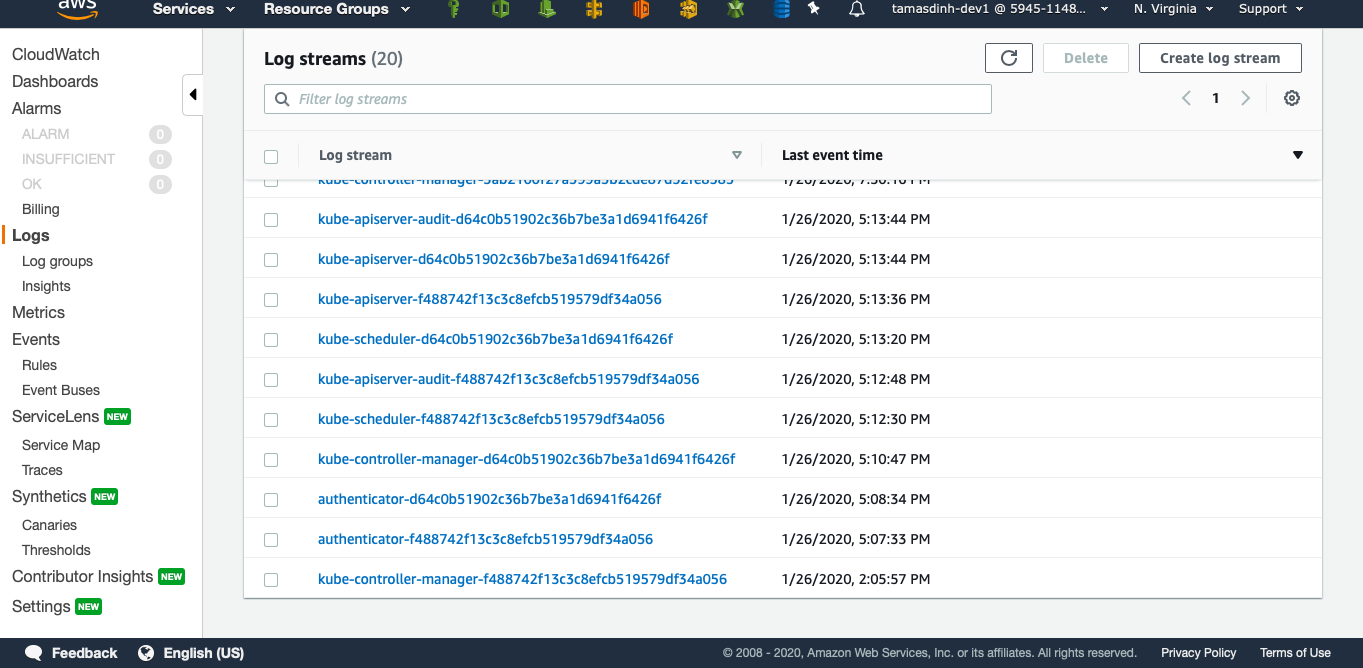 aws
Services
Resource Groups
tamasdinh-dev1 @ 5945-1148...
N. Virginia
Support
CloudWatch
Dashboards
Alarms
ALARM 0
INSUFFICIENT 0
OK 0
Billing
Logs
Log groups
Insights
Metrics
Events
Rules
Event Buses
ServiceLens NEW
Service Map
Traces
Synthetics NEW
Canaries
Thresholds
Contributor Insights NEW
Settings NEW
Log streams (20)
Delete
Create log stream
Filter log streams
1
Log stream
Last event time
kube-apiserver-audit-d64c0b51902c36b7be3a1d6941f6426f 1/26/2020, 5:13:44 PM
kube-apiserver-d64c0b51902c36b7be3a1d6941f6426f 1/26/2020, 5:13:44 PM
kube-apiserver-f488742f13c3c8efcb519579df34a056 1/26/2020, 5:13:36 PM
kube-scheduler-d64c0b51902c36b7be3a1d6941f6426f 1/26/2020, 5:13:20 PM
kube-apiserver-audit-f488742f13c3c8efcb519579df34a056 1/26/2020, 5:12:48 PM
kube-scheduler-f488742f13c3c8efcb519579df34a056 1/26/2020, 5:12:30 PM
kube-controller-manager-d64c0b51902c36b7be3a1d6941f6426f 1/26/2020, 5:10:47 PM
authenticator-d64c0b51902c36b7be3a1d6941f6426f 1/26/2020, 5:08:34 PM
authenticator-f488742f13c3c8efcb519579df34a056 1/26/2020, 5:07:33 PM
kube-controller-manager-f488742f13c3c8efcb519579df34a056 1/26/2020, 2:05:57 PM
Feedback
English (US)
© 2008 - 2020, Amazon Web Services, Inc. or its affiliates. All rights reserved.
Privacy Policy
Terms of Use